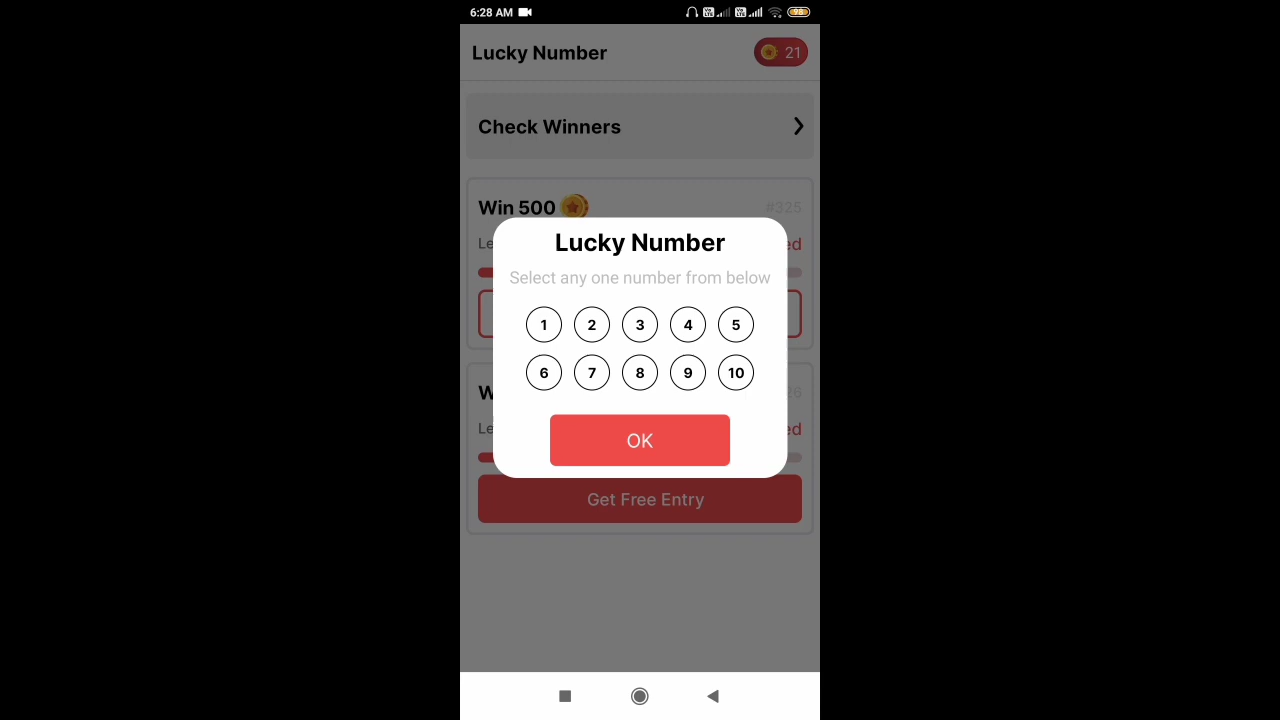 6:28 AM
98
Lucky Number
21
Check Winners
Win 500
#325
Lucky Number
Select any one number from below
1 2 3 4 5
6 7 8 9 10
OK
Get Free Entry